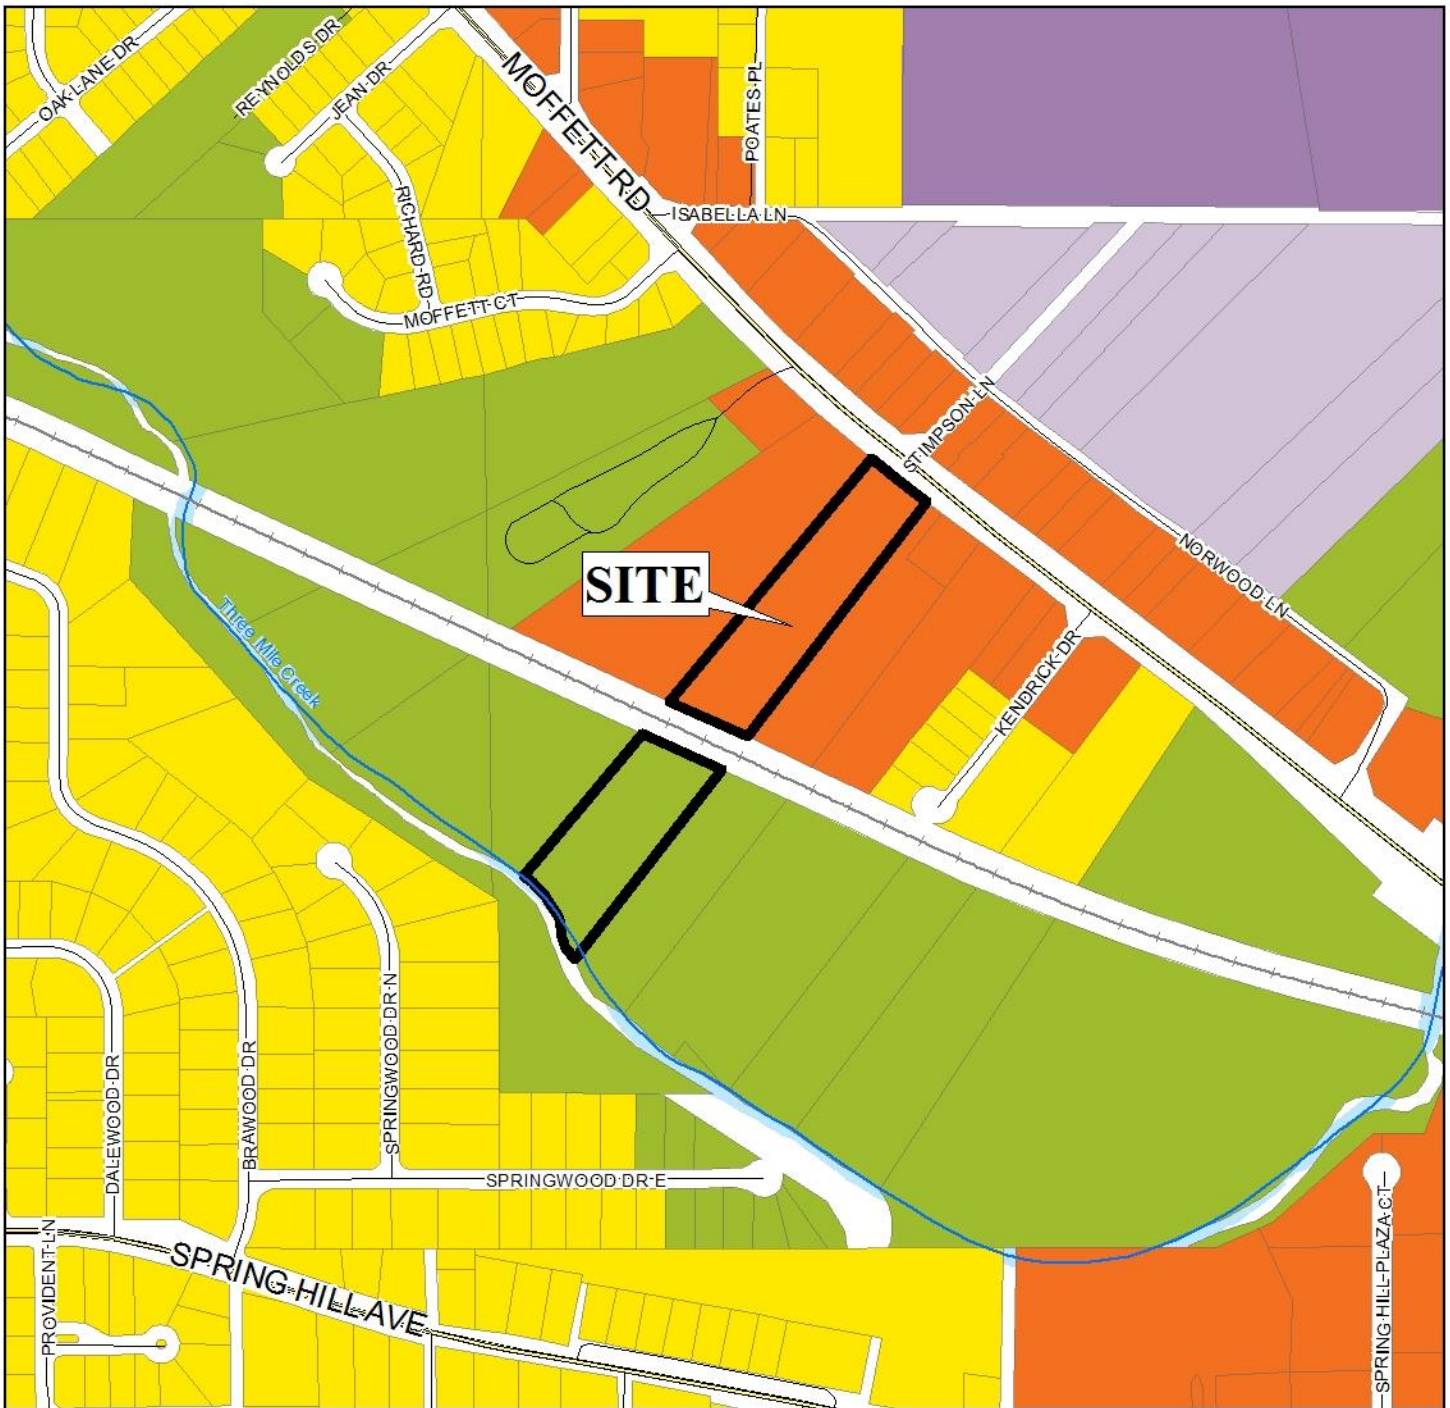 OAK LANE DR
REYNOLDS DR
JEAN DR
MOFFETT RD
POATES PL
RICHARD RD
ISABELLA LN
MOFFETT CT
STIMPSON LN
NORWOOD LN
SITE
KENDRICK DR
Three Mile Creek
DALEWOOD DR
BRAWOOD DR
SPRINGWOOD DR N
SPRINGWOOD DR E
PROVIDENT LN
SPRING HILL AVE
SPRING HILL PLAZA CT